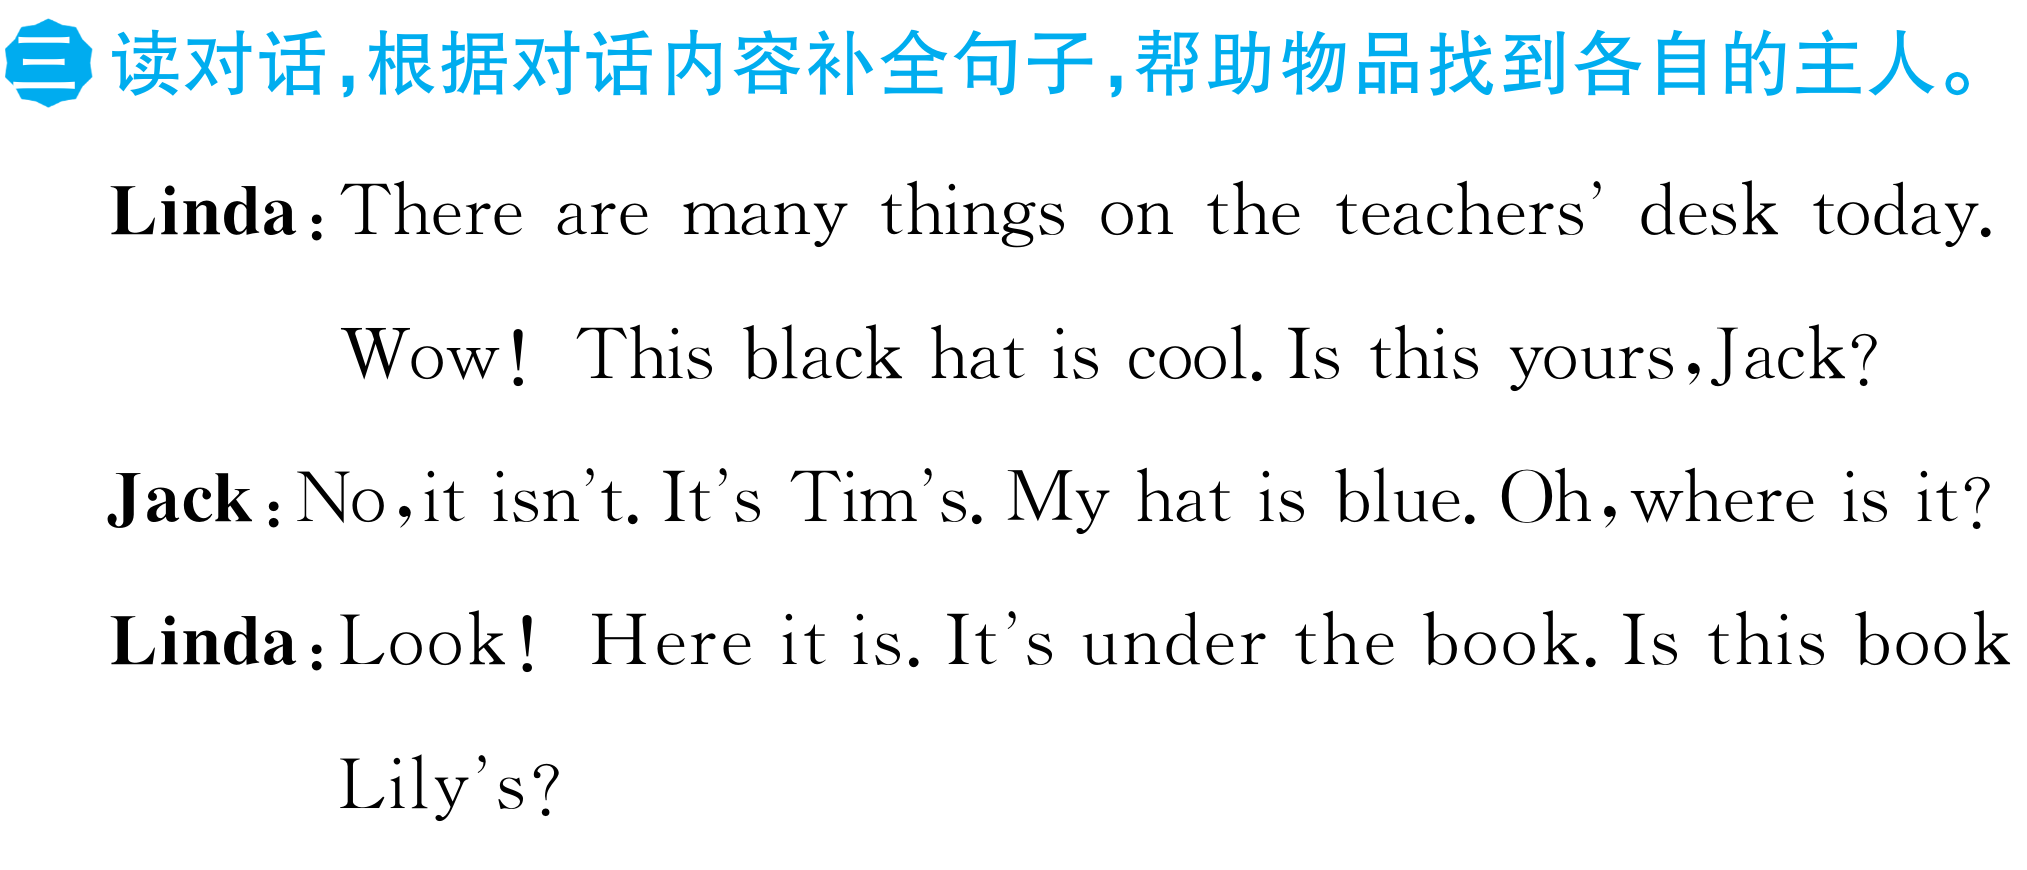 三 读对话,根据对话内容补全句子,帮助物品找到各自的主人。
Linda: There are many things on the teachers’ desk today.
Wow! This black hat is cool. Is this yours, Jack?
Jack: No, it isn’t. It’s Tim’s. My hat is blue. Oh, where is it?
Linda: Look! Here it is. It’s under the book. Is this book
Lily’s?